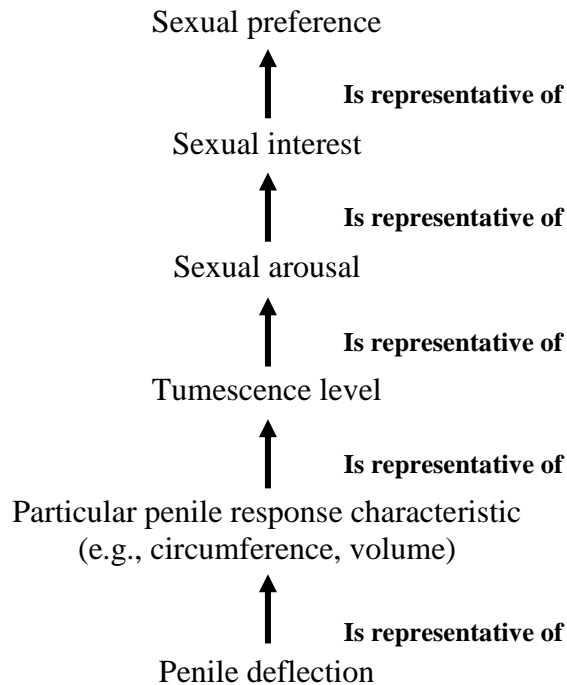 Sexual preference
Is representative of
Sexual interest
Is representative of
Sexual arousal
Is representative of
Tumescence level
Is representative of
Particular penile response characteristic
(e.g., circumference, volume)
Is representative of
Penile deflection